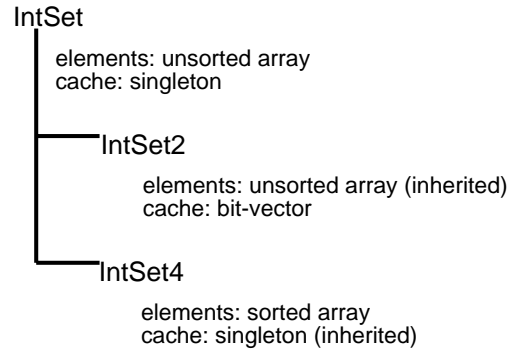 IntSet
elements: unsorted array
cache: singleton
IntSet2
elements: unsorted array (inherited)
cache: bit-vector
IntSet4
elements: sorted array
cache: singleton (inherited)